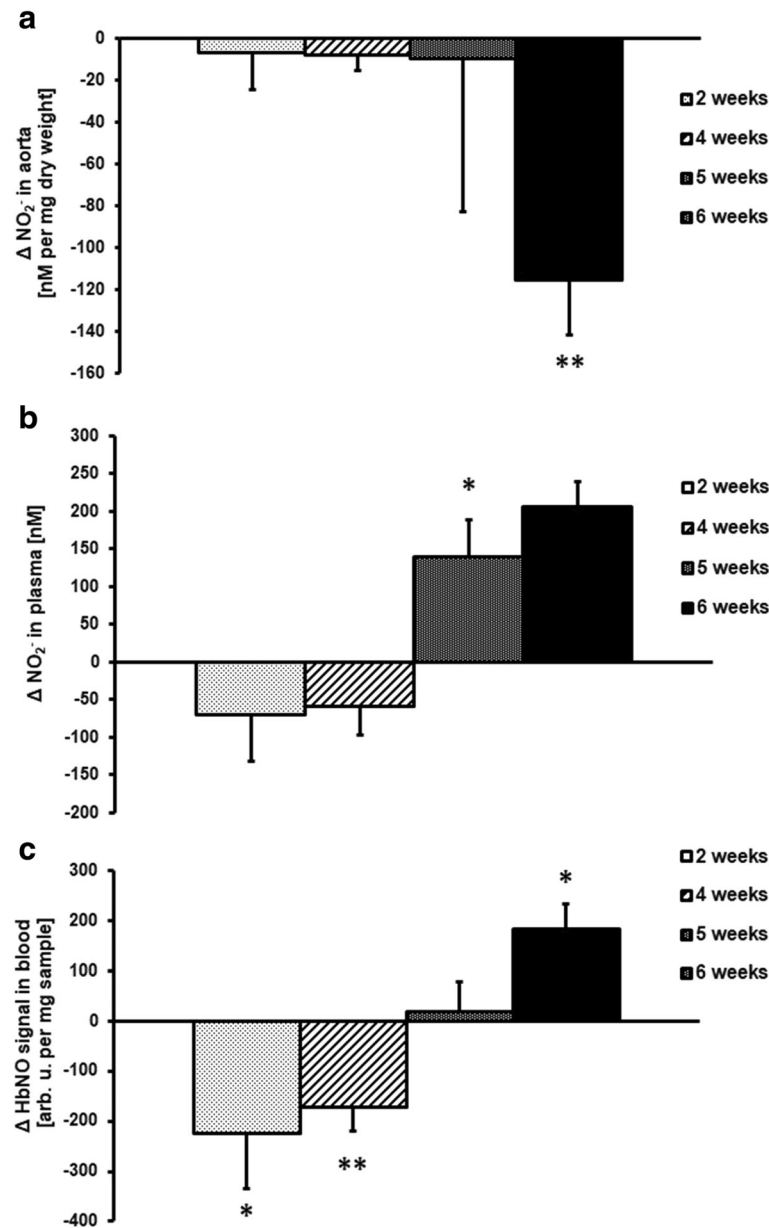 a
0
-20
-40
-60
-80
-100
-120
-140
-160
Δ NO₂⁻ in aorta
[nM per mg dry weight]
**
2 weeks
4 weeks
5 weeks
6 weeks
b
300
250
200
150
100
50
0
-50
-100
-150
-200
Δ NO₂⁻ in plasma [nM]
*
2 weeks
4 weeks
5 weeks
6 weeks
c
300
200
100
0
-100
-200
-300
-400
Δ HbNO signal in blood
[arb. u. per mg sample]
*
**
*
2 weeks
4 weeks
5 weeks
6 weeks